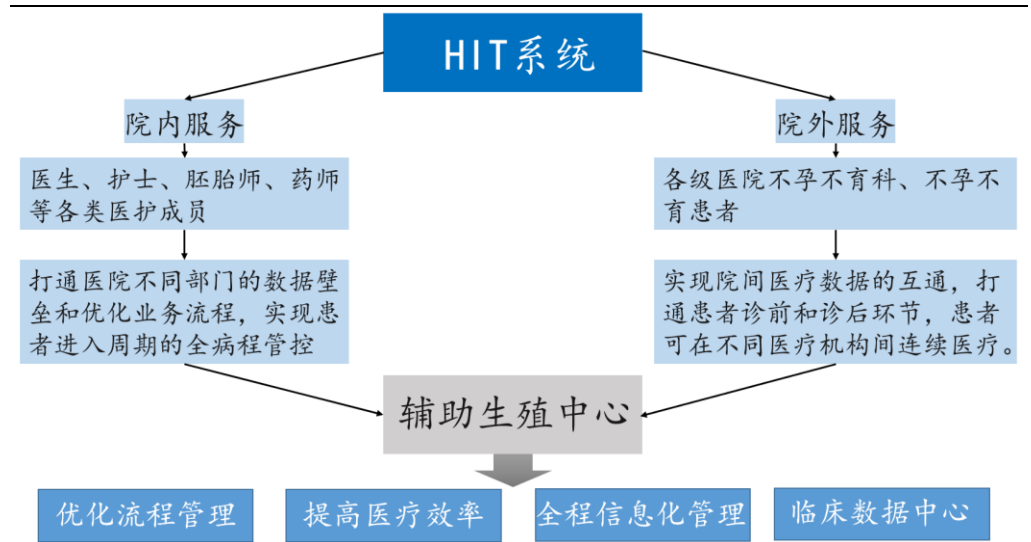 HIT系统
院内服务
院外服务
医生、护士、胚胎师、药师
等各类医护成员
各级医院不孕不育科、不孕不
育患者
打通医院不同部门的数据壁
垒和优化业务流程，实现患
者进入周期的全病程管控
实现院间医疗数据的互通，打
通患者诊前和诊后环节，患者
可在不同医疗机构间连续医疗。
辅助生殖中心
优化流程管理
提高医疗效率
全程信息化管理
临床数据中心